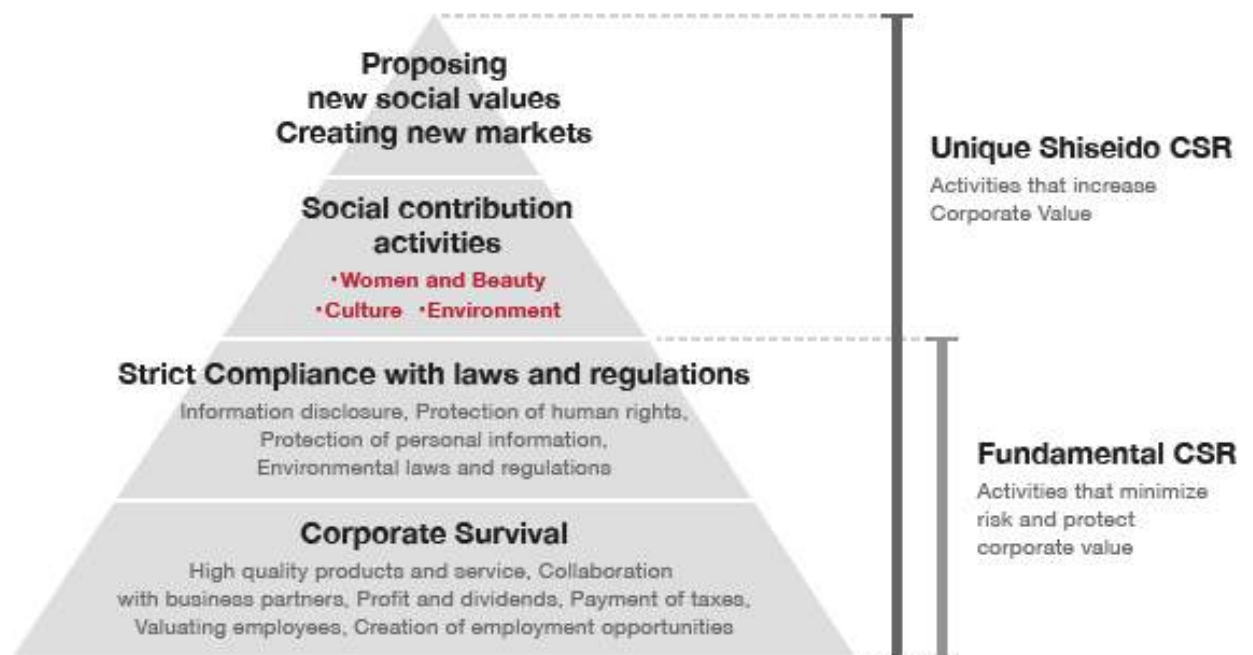 Proposing
new social values
Creating new markets
Social contribution
activities
・Women and Beauty
・Culture ・Environment
Strict Compliance with laws and regulations
Information disclosure, Protection of human rights,
Protection of personal information,
Environmental laws and regulations
Corporate Survival
High quality products and service, Collaboration
with business partners, Profit and dividends, Payment of taxes,
Valuating employees, Creation of employment opportunities
Unique Shiseido CSR
Activities that increase
Corporate Value
Fundamental CSR
Activities that minimize
risk and protect
corporate value